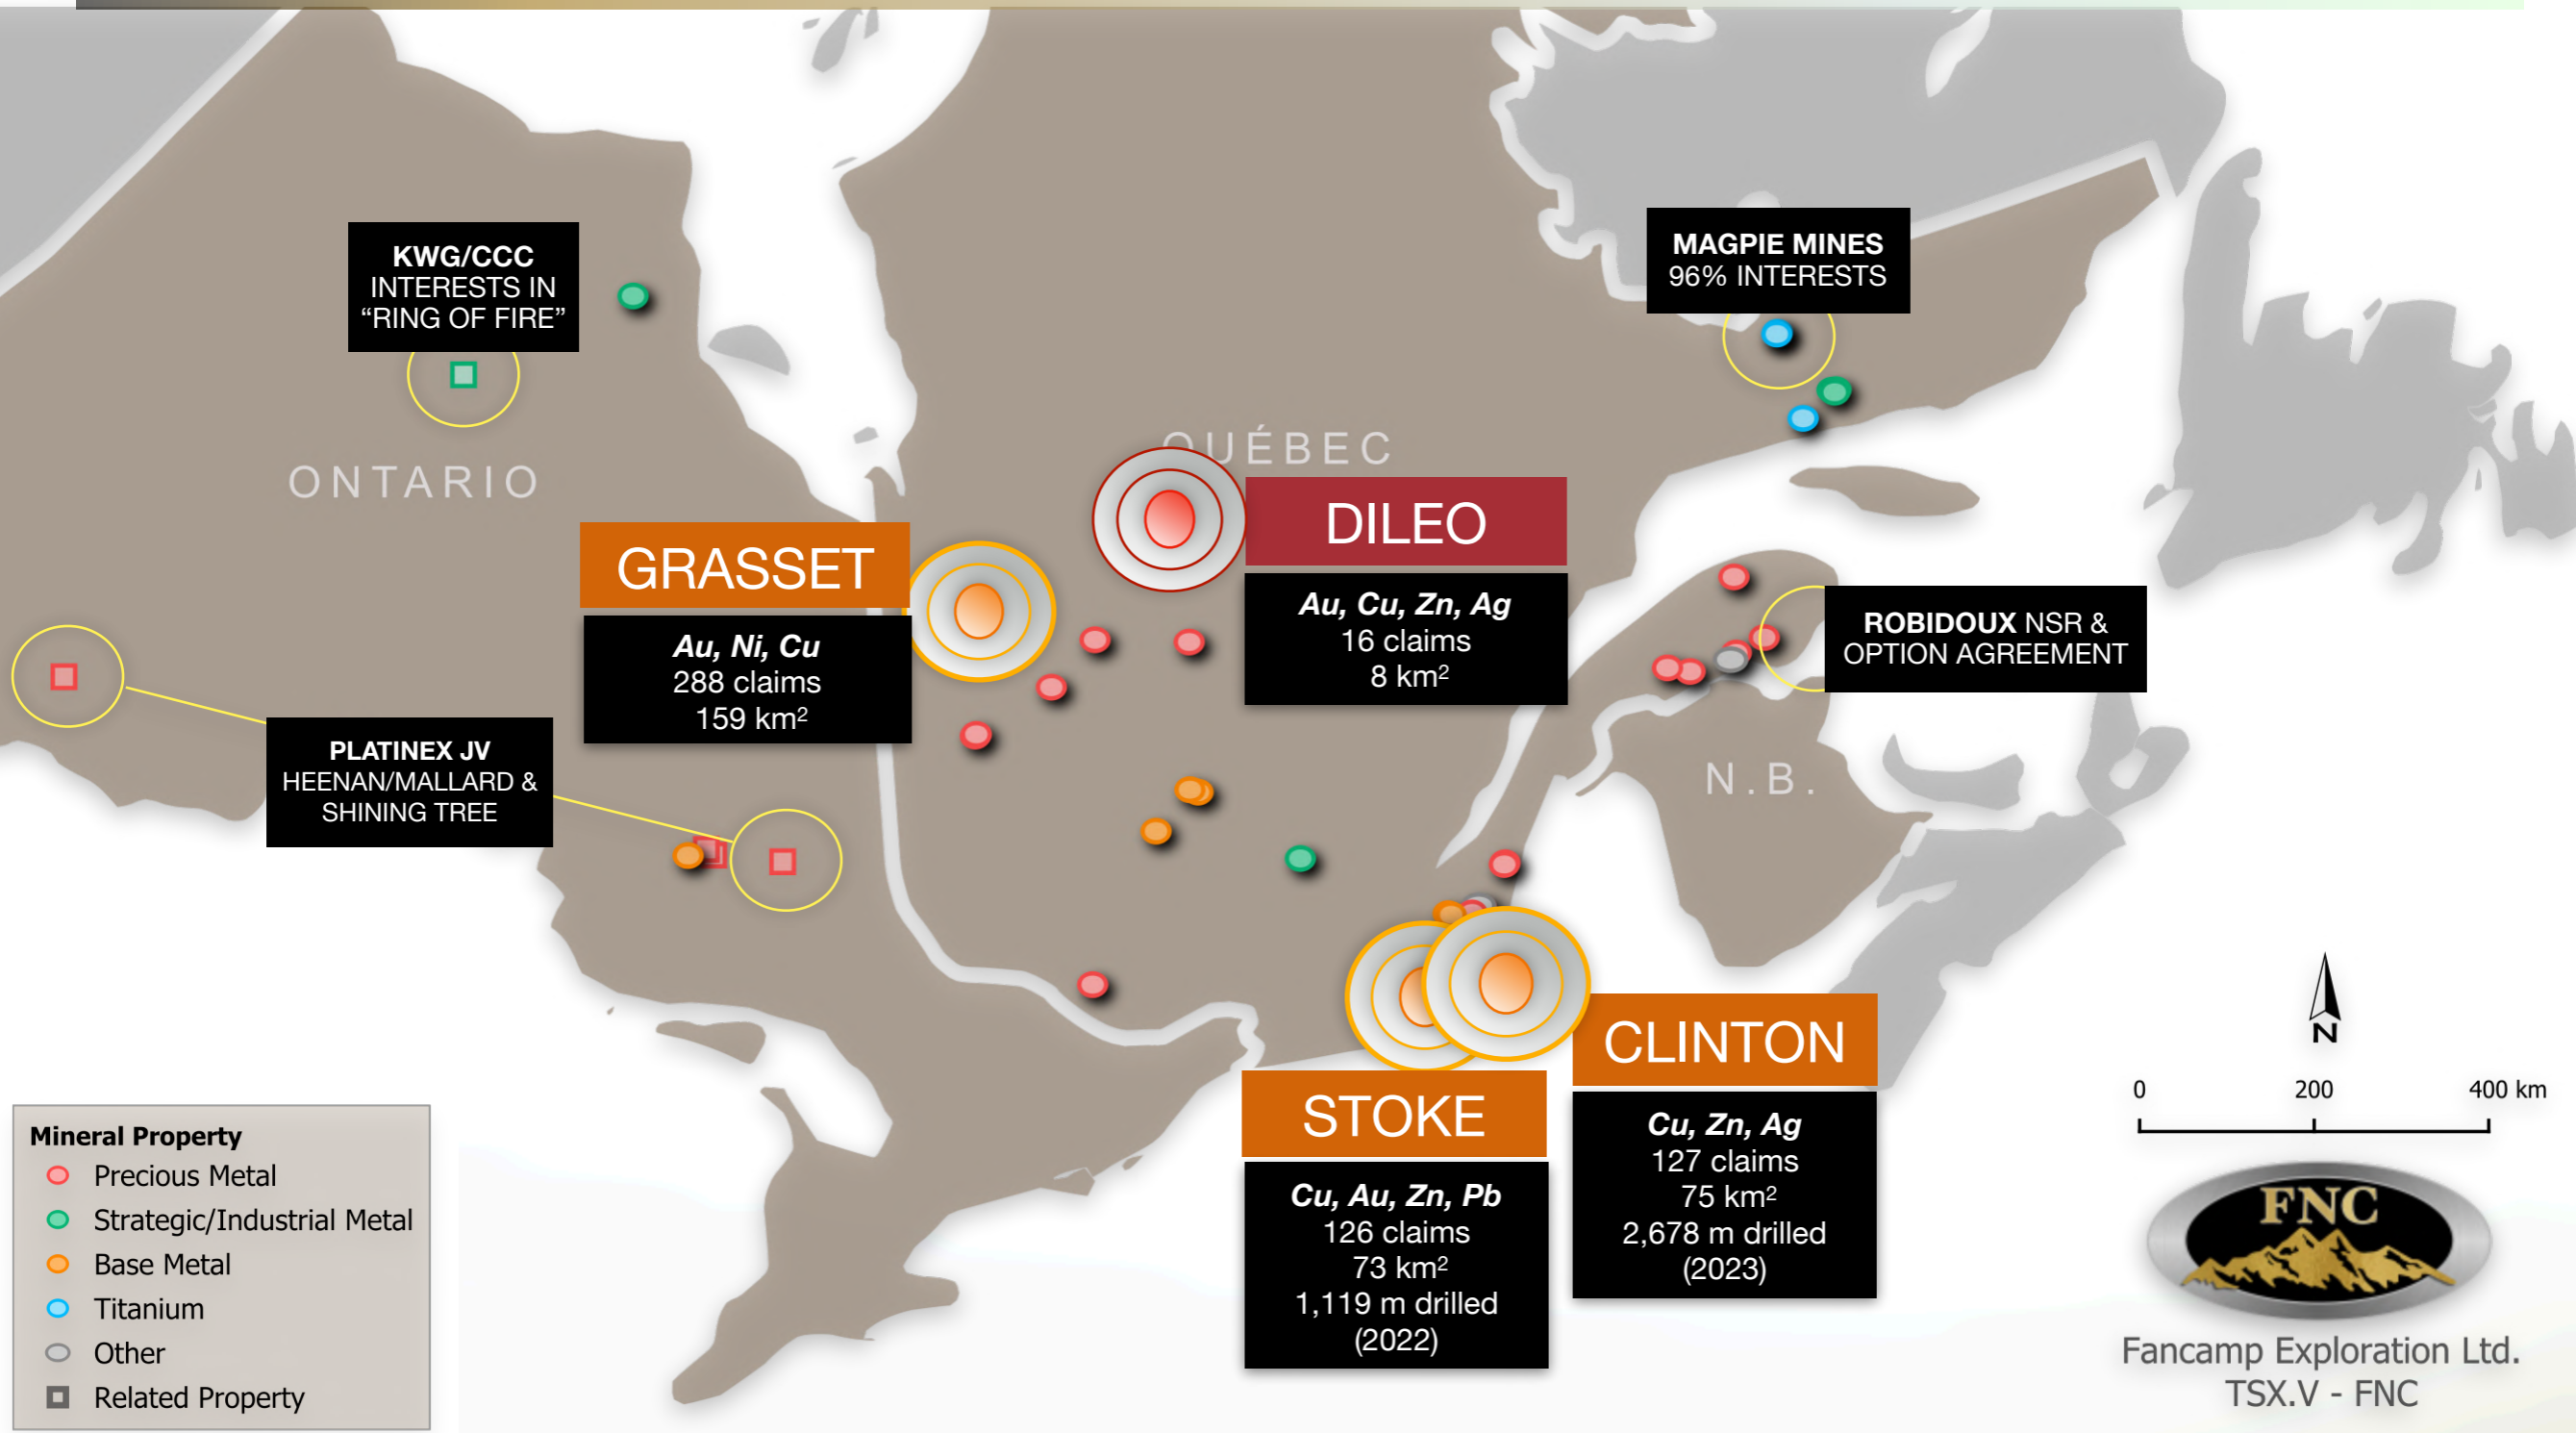 KWG/CCC
INTERESTS IN
“RING OF FIRE”
MAGPIE MINES
96% INTERESTS
ONTARIO
QUÉBEC
GRASSET
Au, Ni, Cu
288 claims
159 km²
DILEO
Au, Cu, Zn, Ag
16 claims
8 km²
ROBIDOUX NSR &
OPTION AGREEMENT
PLATINEX JV
HEENAN/MALLARD &
SHINING TREE
N.B.
STOKE
Cu, Au, Zn, Pb
126 claims
73 km²
1,119 m drilled
(2022)
CLINTON
Cu, Zn, Ag
127 claims
75 km²
2,678 m drilled
(2023)
N
0 200 400 km
Mineral Property
Precious Metal
Strategic/Industrial Metal
Base Metal
Titanium
Other
Related Property
FNC
Fancamp Exploration Ltd.
TSX.V - FNC